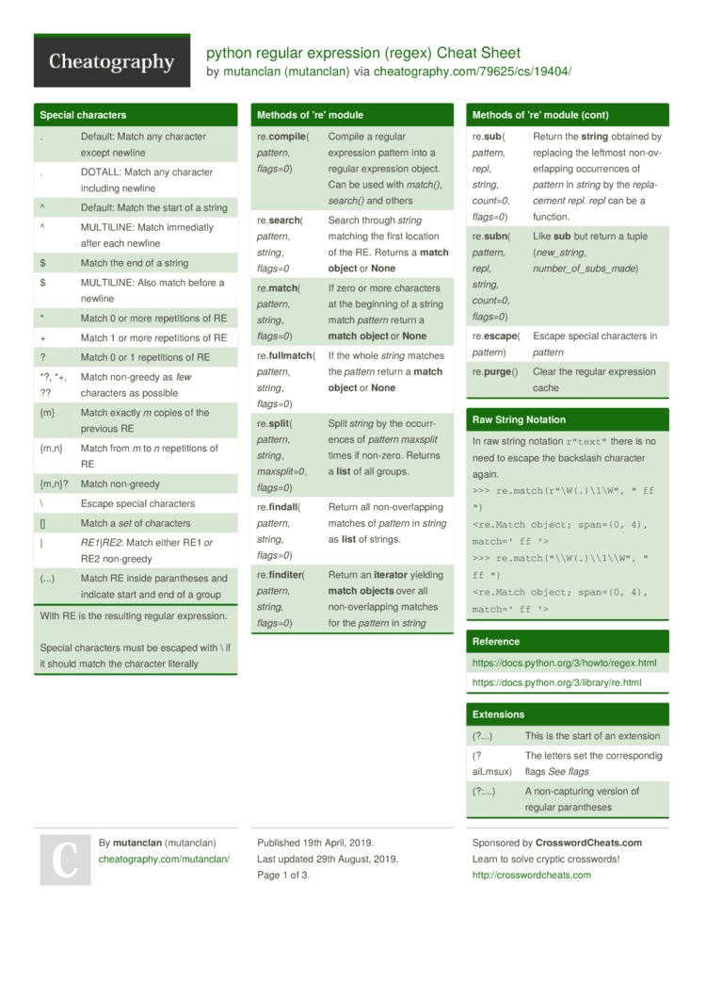 Cheatography
python regular expression (regex) Cheat Sheet
by mutanclan (mutanclan) via cheatography.com/79625/cs/19404/
Special characters
. Default: Match any character
except newline
. DOTALL: Match any character
including newline
^ Default: Match the start of a string
^ MULTILINE: Match immediatly
after each newline
$ Match the end of a string
$ MULTILINE: Also match before a
newline
* Match 0 or more repetitions of RE
+ Match 1 or more repetitions of RE
? Match 0 or 1 repetitions of RE
*?, *+, Match non-greedy as few
?? characters as possible
{m} Match exactly m copies of the
previous RE
{m,n} Match from m to n repetitions of
RE
{m,n}? Match non-greedy
\ Escape special characters
[] Match a set of characters
| RE1|RE2: Match either RE1 or
RE2 non-greedy
(...) Match RE inside parantheses and
indicate start and end of a group
With RE is the resulting regular expression.
Special characters must be escaped with \ if
it should match the character literally
Methods of 're' module
re.compile( Compile a regular
pattern, expression pattern into a
flags=0) regular expression object.
Can be used with match(),
search() and others
re.search( Search through string
pattern, matching the first location
string, of the RE. Returns a match
flags=0 object or None
re.match( If zero or more characters
pattern, at the beginning of a string
string, match pattern return a
flags=0) match object or None
re.fullmatch( If the whole string matches
pattern, the pattern return a match
string, object or None
flags=0)
re.split( Split string by the occurr-
pattern, ences of pattern maxsplit
string, times if non-zero. Returns
maxsplit=0, a list of all groups.
flags=0)
re.findall( Return all non-overlapping
pattern, matches of pattern in string
string, as list of strings.
flags=0)
re.finditer( Return an iterator yielding
pattern, match objects over all
string, non-overlapping matches
flags=0) for the pattern in string
Methods of 're' module (cont)
re.sub( Return the string obtained by
pattern, replacing the leftmost non-ov-
repl, erlapping occurrences of
string, pattern in string by the repla-
count=0, cement repl. repl can be a
flags=0) function.
re.subn( Like sub but return a tuple
pattern, (new_string,
repl, number_of_subs_made)
string,
count=0,
flags=0)
re.escape( Escape special characters in
pattern) pattern
re.purge() Clear the regular expression
cache
Raw String Notation
In raw string notation r"text" there is no
need to escape the backslash character
again.
>>> re.match(r"\W(.)\1\W", " ff
")
<re.Match object; span=(0, 4),
match=' ff '>
>>> re.match("\\W(.)\\1\\W", "
ff ")
<re.Match object; span=(0, 4),
match=' ff '>
Reference
https://docs.python.org/3/howto/regex.html
https://docs.python.org/3/library/re.html
Extensions
(?...) This is the start of an extension
(? The letters set the correspondig
aiLmsux) flags See flags
(?:...) A non-capturing version of
regular parantheses
C
By mutanclan (mutanclan)
cheatography.com/mutanclan/
Published 19th April, 2019.
Last updated 29th August, 2019.
Page 1 of 3.
Sponsored by CrosswordCheats.com
Learn to solve cryptic crosswords!
http://crosswordcheats.com